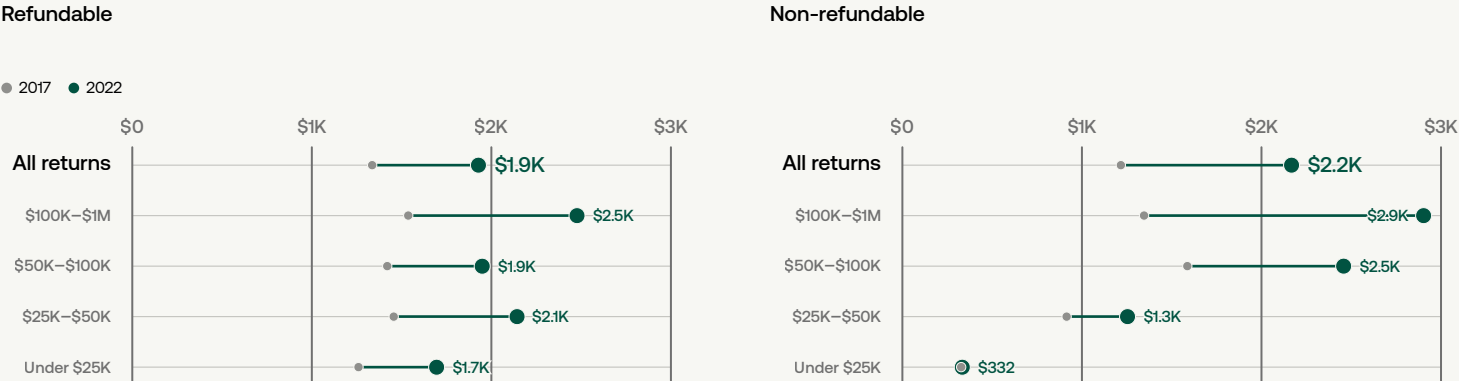 Refundable
Non-refundable
2017 2022
$0 $1K $2K $3K
$0 $1K $2K $3K
All returns $1.9K
All returns $2.2K
$100K–$1M $2.5K
$100K–$1M $2.9K
$50K–$100K $1.9K
$50K–$100K $2.5K
$25K–$50K $2.1K
$25K–$50K $1.3K
Under $25K $1.7K
Under $25K $332